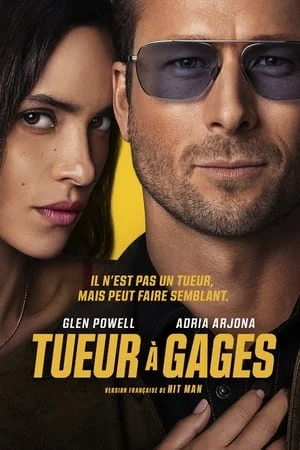 IL N'EST PAS UN TUEUR,
MAIS PEUT FAIRE SEMBLANT.
GLEN POWELL ADRIA ARJONA
TUEUR À GAGES
VERSION FRANÇAISE DE HIT MAN